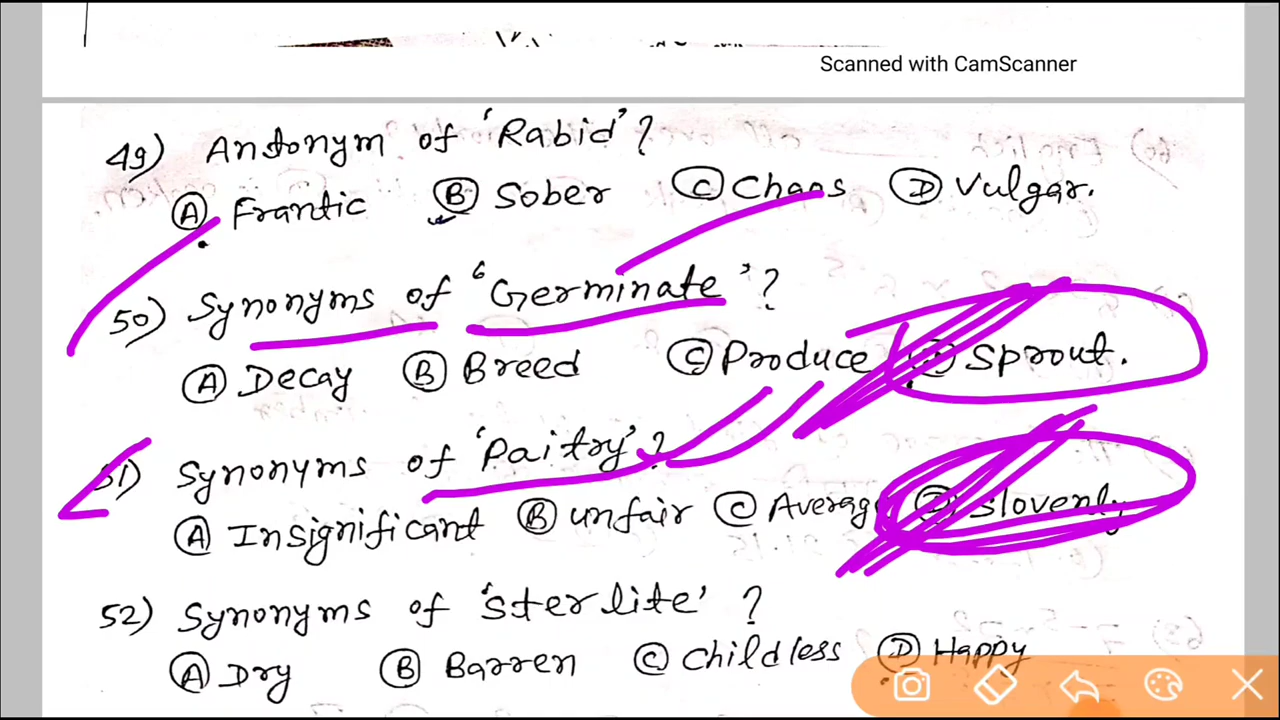 Scanned with CamScanner
49) Antonym of 'Rabid'?
(A) Frantic (B) Sober (C) Chaos (D) Vulgar.
50) Synonyms of 'Germinate'?
(A) Decay (B) Breed (C) Produce (D) Sprout.
51) Synonyms of 'Paitry'?
(A) Insignificant (B) unfair (C) Average (D) Slovenly
52) Synonyms of 'Sterlite'?
(A) Dry (B) Barren (C) Childless (D) Happy